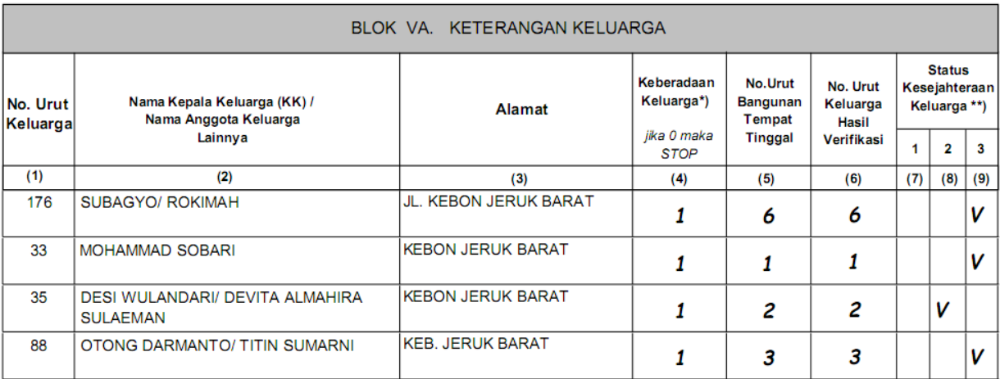 BLOK VA. KETERANGAN KELUARGA
No. Urut Keluarga
Nama Kepala Keluarga (KK) /
Nama Anggota Keluarga
Lainnya
Alamat
Keberadaan
Keluarga*)
jika 0 maka
STOP
No.Urut
Bangunan
Tempat
Tinggal
No. Urut
Keluarga
Hasil
Verifikasi
Status
Kesejahteraan
Keluarga **)
1 2 3
(1) (2) (3) (4) (5) (6) (7) (8) (9)
176 SUBAGYO/ ROKIMAH JL. KEBON JERUK BARAT 1 6 6 V
33 MOHAMMAD SOBARI KEBON JERUK BARAT 1 1 1 V
35 DESI WULANDARI/ DEVITA ALMAHIRA KEBON JERUK BARAT 1 2 2 V
SULAEMAN
88 OTONG DARMANTO/ TITIN SUMARNI KEB. JERUK BARAT 1 3 3 V